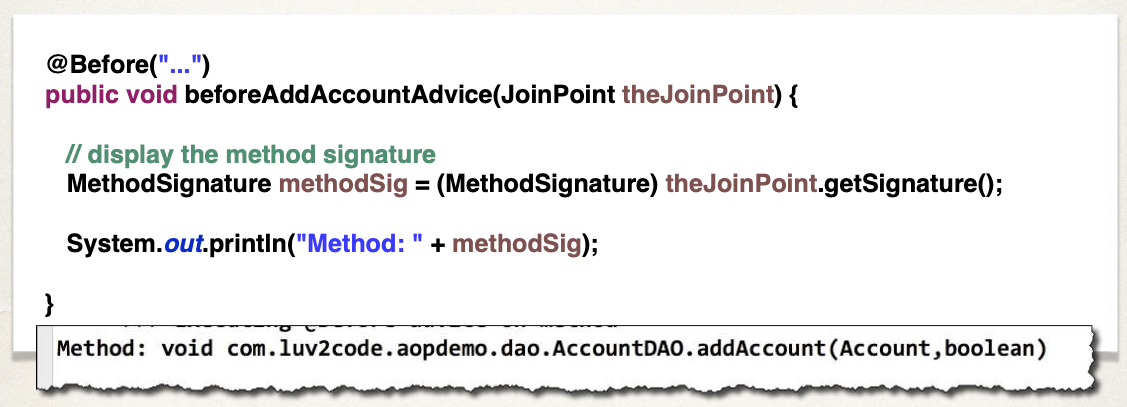 @Before("...")
public void beforeAddAccountAdvice(JoinPoint theJoinPoint) {
// display the method signature
MethodSignature methodSig = (MethodSignature) theJoinPoint.getSignature();
System.out.println("Method: " + methodSig);
}
Method: void com.luv2code.aopdemo.dao.AccountDAO.addAccount(Account,boolean)